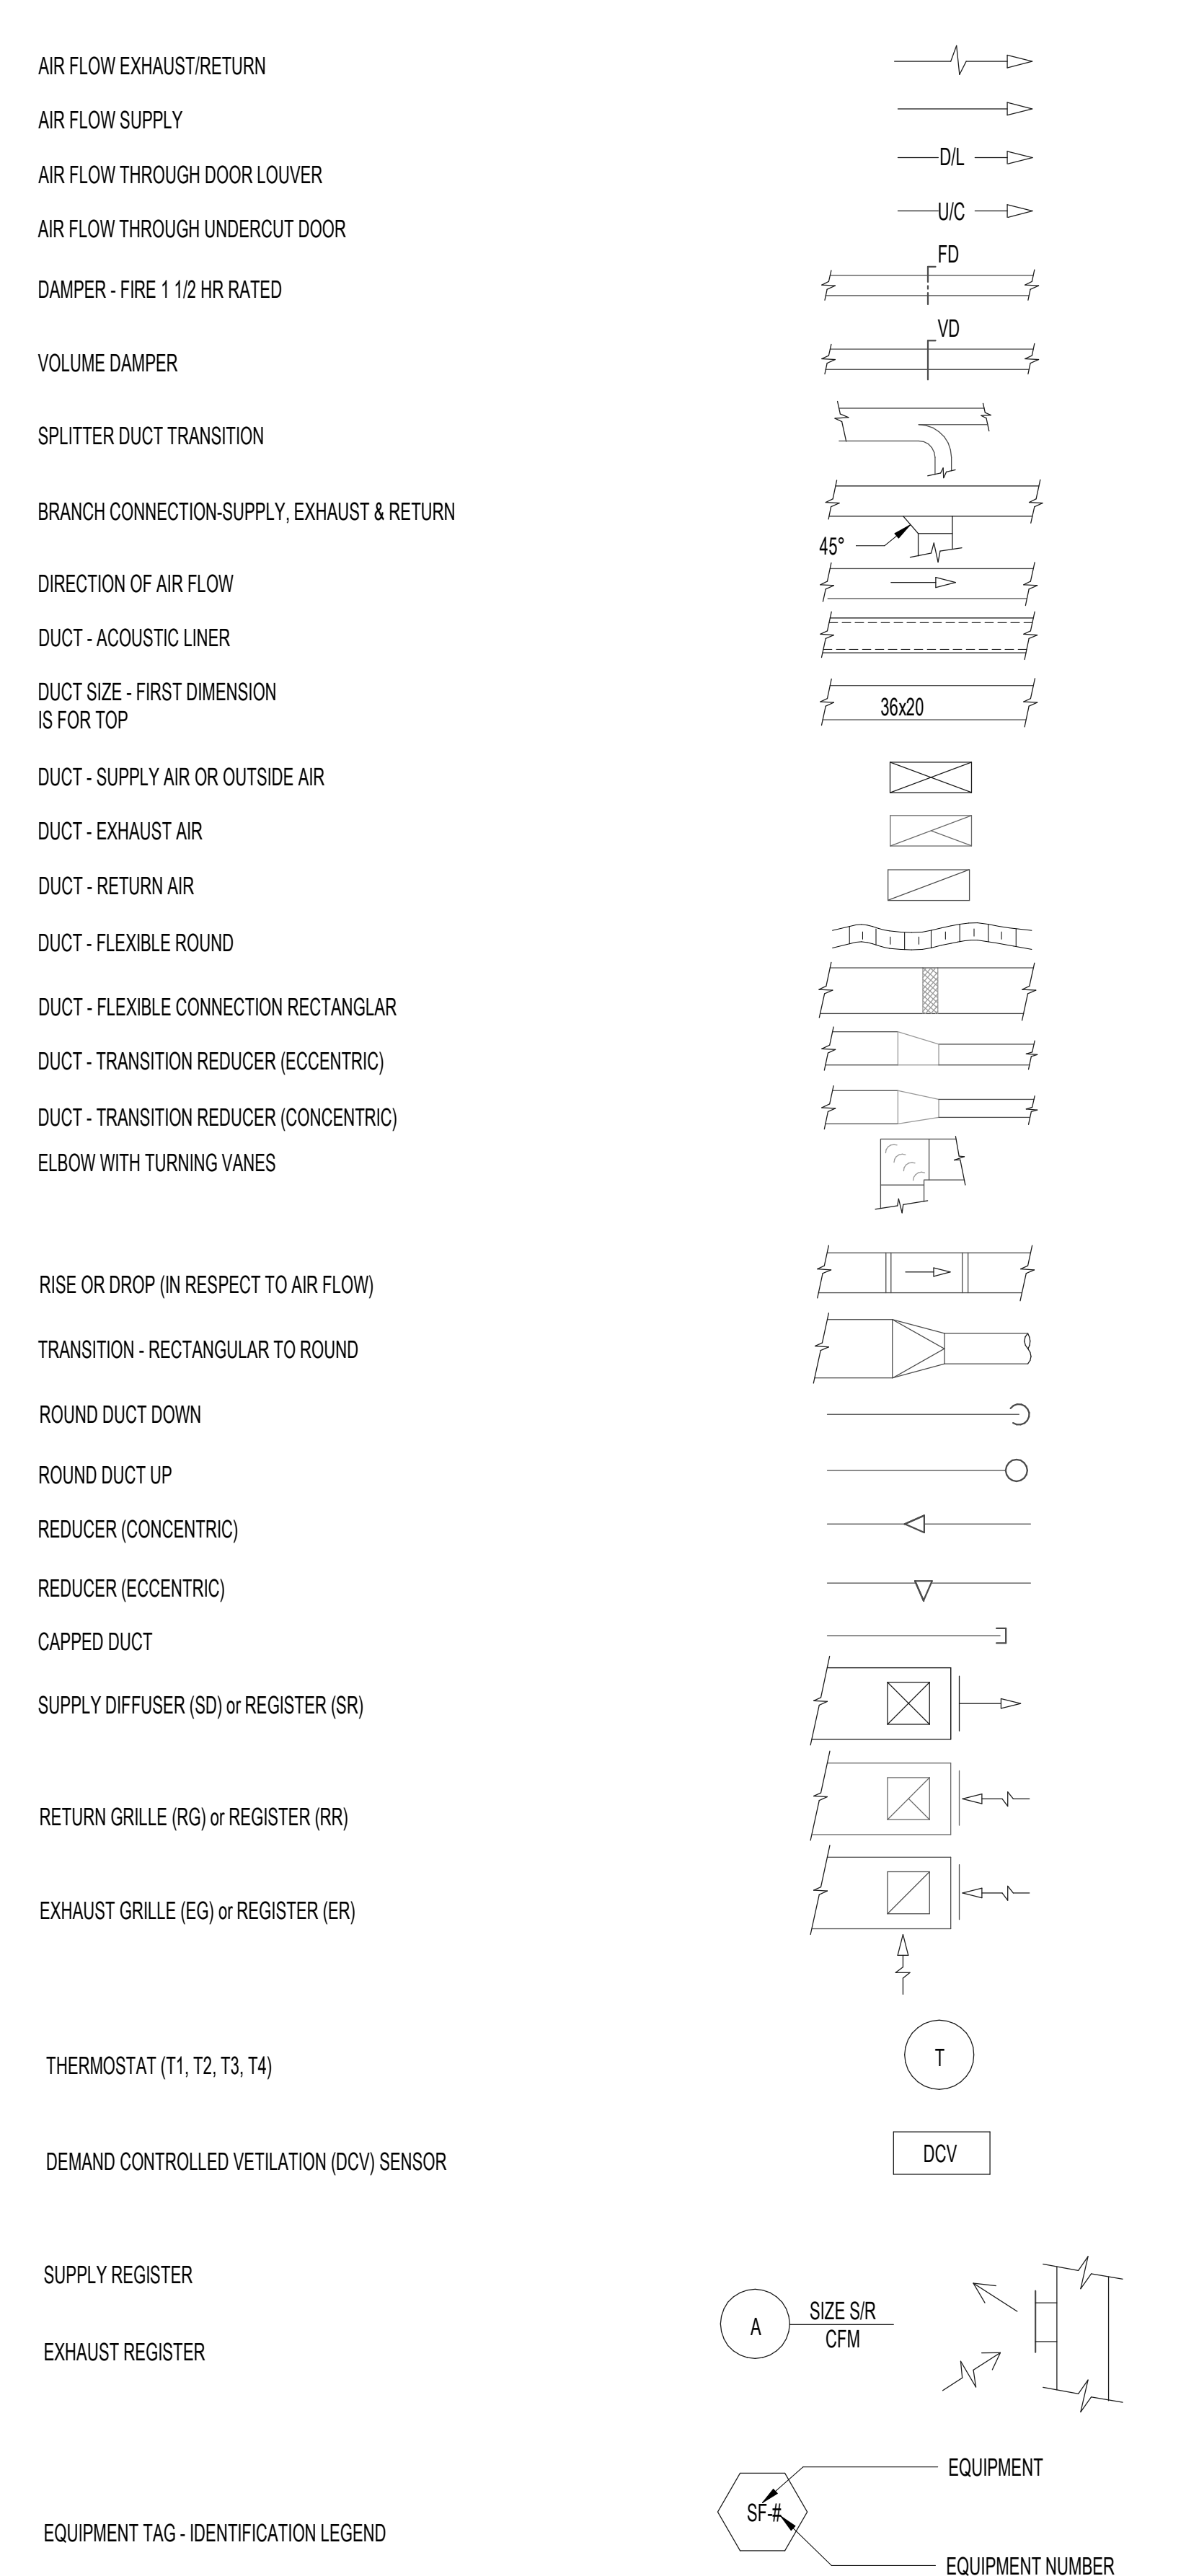 AIR FLOW EXHAUST/RETURN
AIR FLOW SUPPLY
AIR FLOW THROUGH DOOR LOUVER
D/L
AIR FLOW THROUGH UNDERCUT DOOR
U/C
FD
DAMPER - FIRE 1 1/2 HR RATED
VD
VOLUME DAMPER
SPLITTER DUCT TRANSITION
BRANCH CONNECTION-SUPPLY, EXHAUST & RETURN
45°
DIRECTION OF AIR FLOW
DUCT - ACOUSTIC LINER
DUCT SIZE - FIRST DIMENSION
IS FOR TOP
36x20
DUCT - SUPPLY AIR OR OUTSIDE AIR
DUCT - EXHAUST AIR
DUCT - RETURN AIR
DUCT - FLEXIBLE ROUND
DUCT - FLEXIBLE CONNECTION RECTANGLAR
DUCT - TRANSITION REDUCER (ECCENTRIC)
DUCT - TRANSITION REDUCER (CONCENTRIC)
ELBOW WITH TURNING VANES
RISE OR DROP (IN RESPECT TO AIR FLOW)
TRANSITION - RECTANGULAR TO ROUND
ROUND DUCT DOWN
ROUND DUCT UP
REDUCER (CONCENTRIC)
REDUCER (ECCENTRIC)
CAPPED DUCT
SUPPLY DIFFUSER (SD) or REGISTER (SR)
RETURN GRILLE (RG) or REGISTER (RR)
EXHAUST GRILLE (EG) or REGISTER (ER)
THERMOSTAT (T1, T2, T3, T4)
T
DEMAND CONTROLLED VETILATION (DCV) SENSOR
DCV
SUPPLY REGISTER
A
SIZE S/R
CFM
EXHAUST REGISTER
EQUIPMENT
SF-#
EQUIPMENT TAG - IDENTIFICATION LEGEND
EQUIPMENT NUMBER